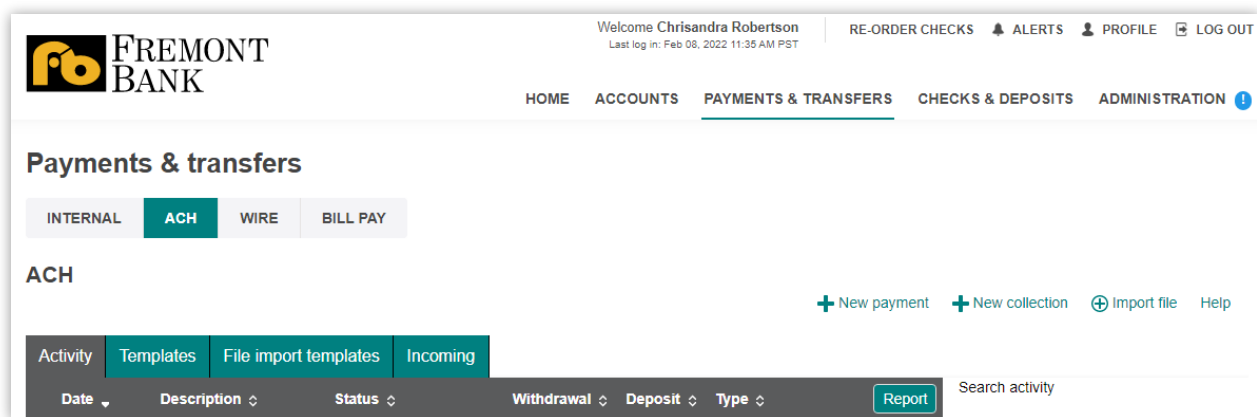 fb FREMONT BANK
Welcome Chrisandra Robertson
Last log in: Feb 08, 2022 11:35 AM PST
RE-ORDER CHECKS ALERTS PROFILE LOG OUT
HOME ACCOUNTS PAYMENTS & TRANSFERS CHECKS & DEPOSITS ADMINISTRATION !
Payments & transfers
INTERNAL ACH WIRE BILL PAY
ACH
New payment New collection Import file Help
Activity Templates File import templates Incoming
Date Description Status Withdrawal Deposit Type Report Search activity